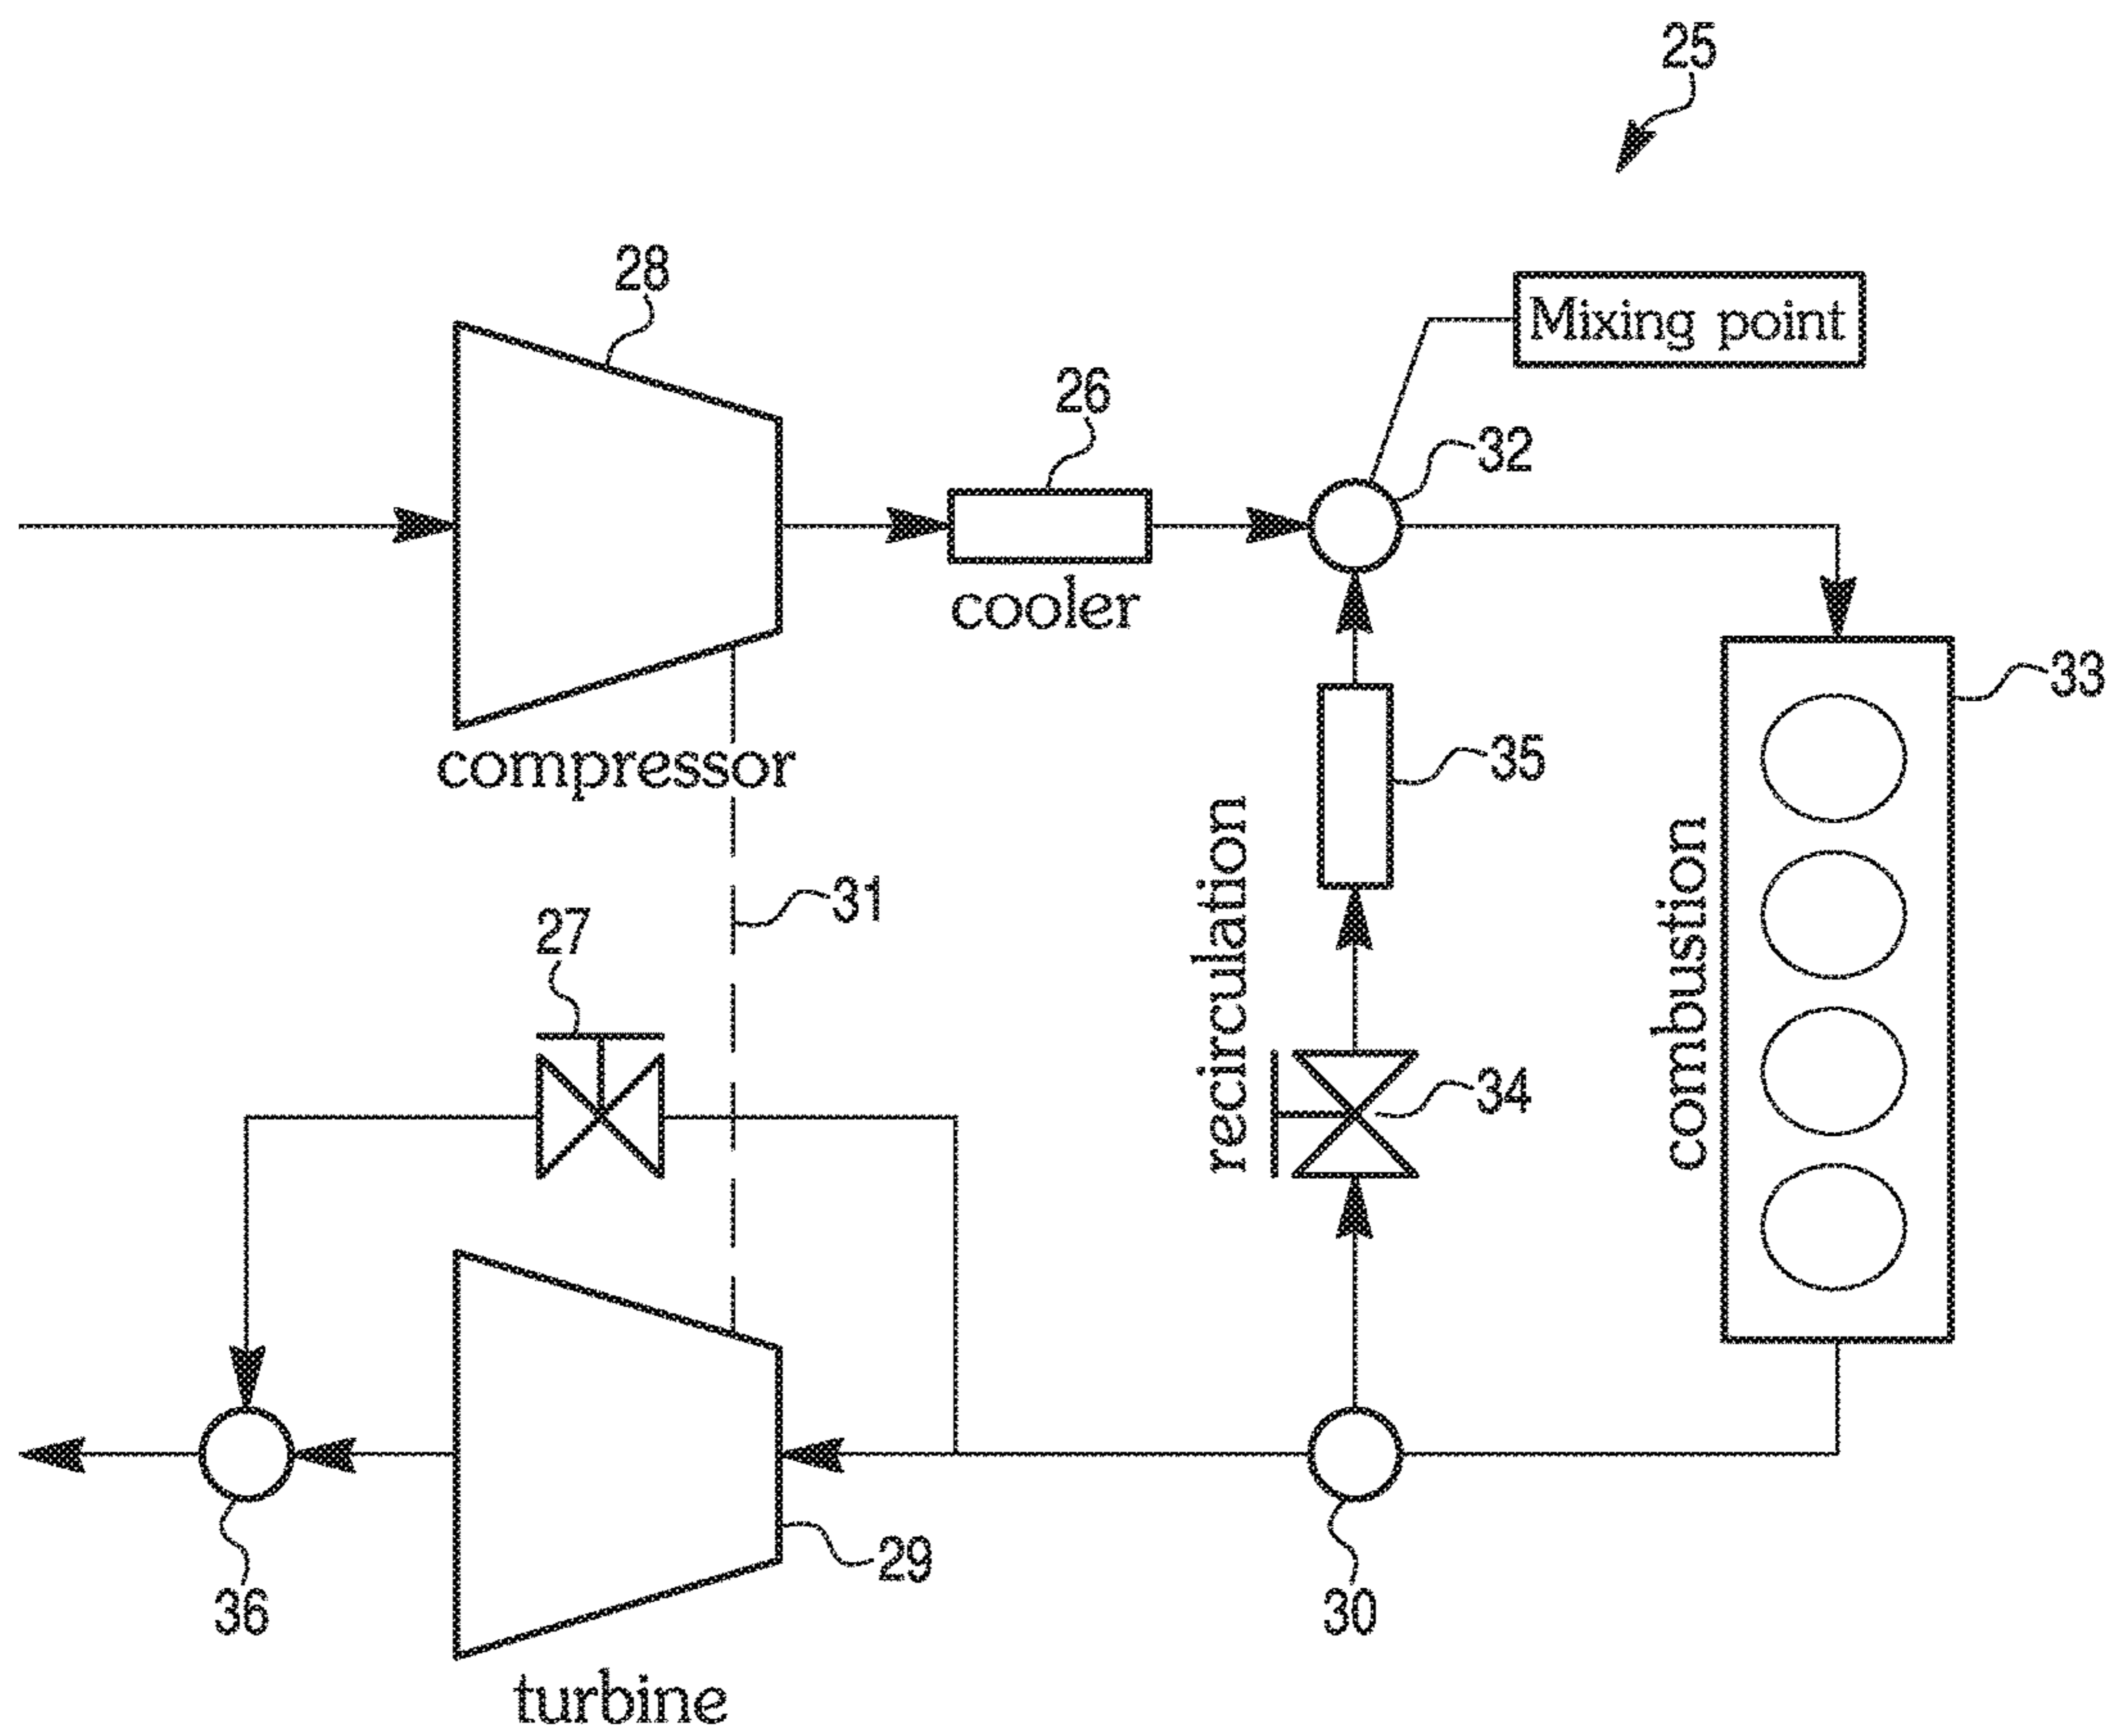 25
28
Mixing point
26
32
cooler
33
compressor
35
31
27
recirculation
combustion
34
29
36
30
turbine